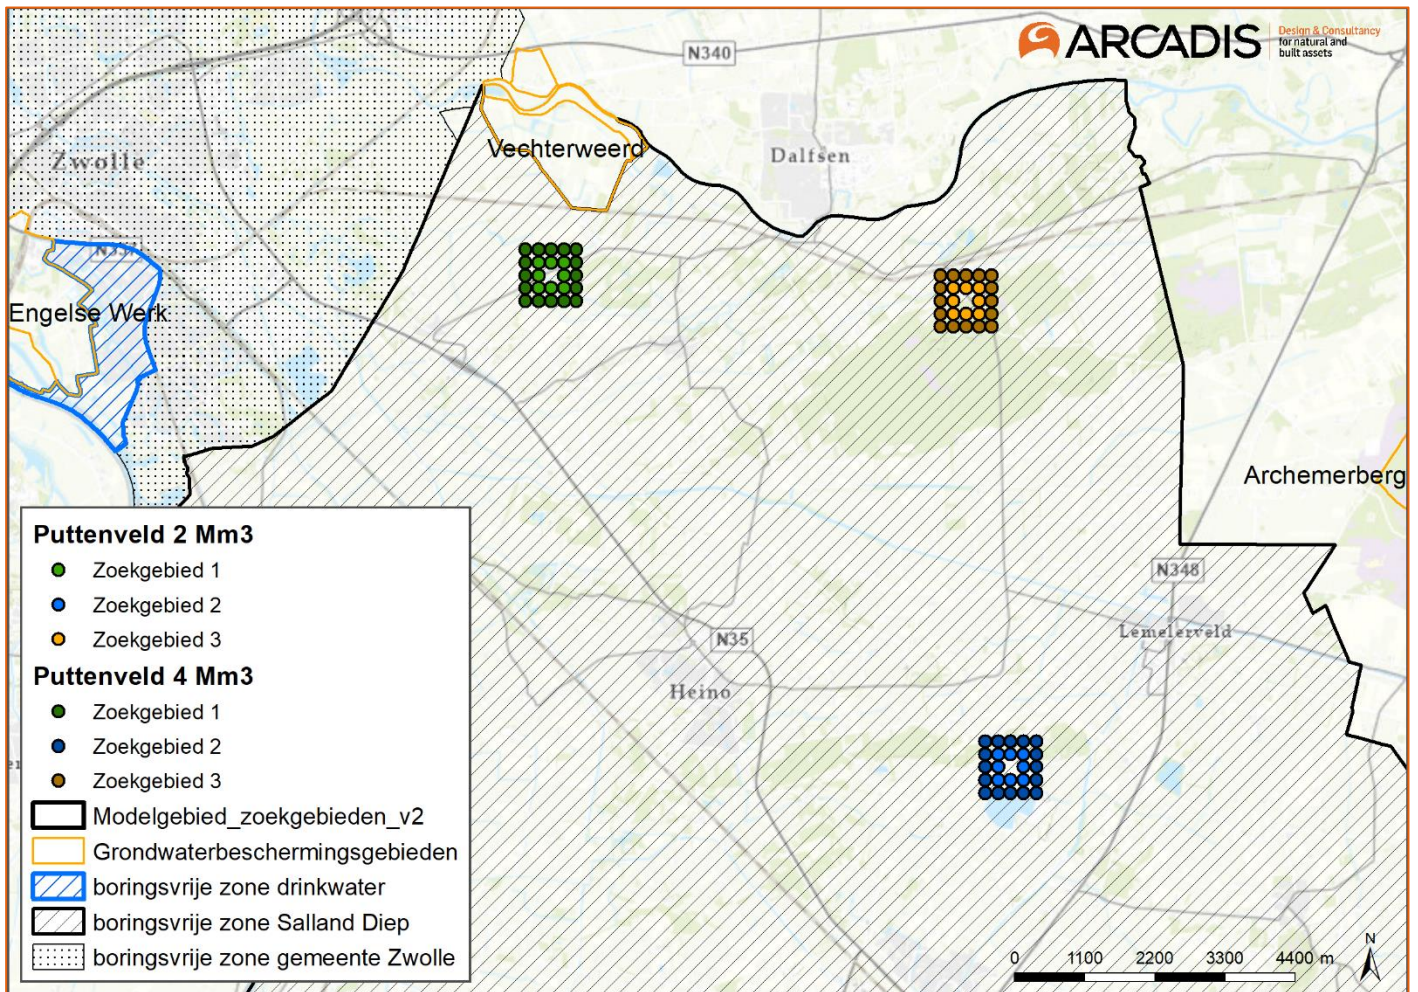 ARCADIS
Design & Consultancy
for natural and
built assets
N340
Zwolle
Vechterweerd
Dalfsen
N337
Engelse Werk
Archemerberg
N348
Lemelerveld
N35
Heino
Puttenveld 2 Mm3
Zoekgebied 1
Zoekgebied 2
Zoekgebied 3
Puttenveld 4 Mm3
Zoekgebied 1
Zoekgebied 2
Zoekgebied 3
Modelgebied_zoekgebieden_v2
Grondwaterbeschermingsgebieden
boringsvrije zone drinkwater
boringsvrije zone Salland Diep
boringsvrije zone gemeente Zwolle
N
0 1100 2200 3300 4400 m